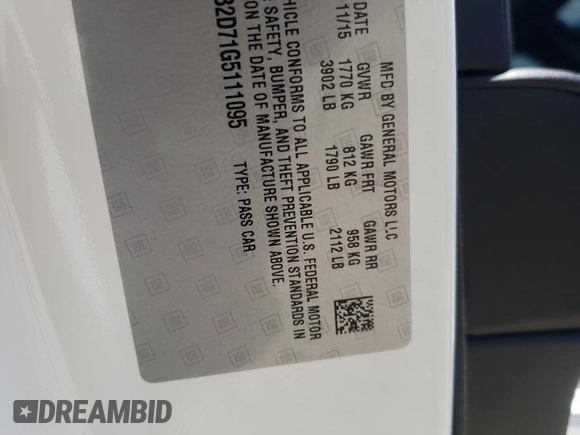 MFD BY GENERAL MOTORS LLC
DATE GVWR GAWR FRT GAWR RR
11/15 1770 KG 812 KG 958 KG
3902 LB 1790 LB 2112 LB
VEHICLE CONFORMS TO ALL APPLICABLE U.S. FEDERAL MOTOR
SAFETY, BUMPER, AND THEFT PREVENTION STANDARDS IN
ON THE DATE OF MANUFACTURE SHOWN ABOVE.
B2D71G5111095 TYPE: PASS CAR
DREAMBID